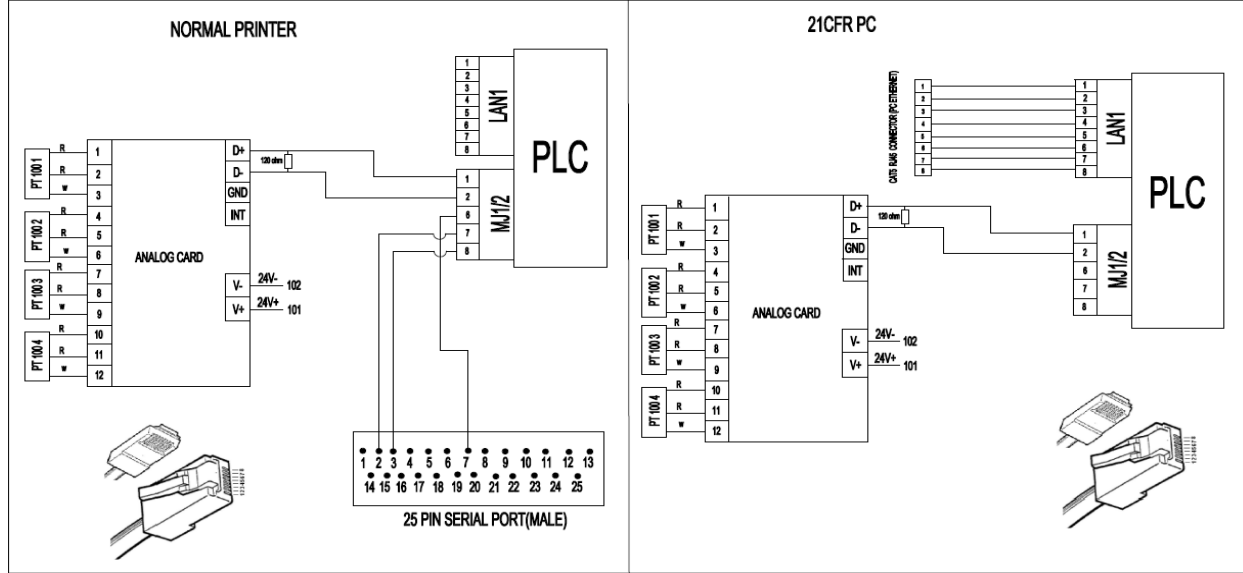 NORMAL PRINTER
1
2
3
4
5
6
7
8
LAN1
PLC
1
2
6
7
8
MJ1/2
PT 100 1
PT 100 2
PT 100 3
PT 100 4
R
R
W
R
R
W
R
R
W
R
R
W
1
2
3
4
5
6
7
8
9
10
11
12
ANALOG CARD
D+
D-
GND
INT
120 ohm
V-
24V-
102
V+
24V+
101
1 2 3 4 5 6 7 8 9 10 11 12 13
14 15 16 17 18 19 20 21 22 23 24 25
25 PIN SERIAL PORT(MALE)
21CFR PC
CAT5 RJ45 CONNECTOR (PC ETHERNET)
1
2
3
4
5
6
7
8
1
2
3
4
5
6
7
8
LAN1
PLC
1
2
6
7
8
MJ1/2
PT 100 1
PT 100 2
PT 100 3
PT 100 4
R
R
W
R
R
W
R
R
W
R
R
W
1
2
3
4
5
6
7
8
9
10
11
12
ANALOG CARD
D+
D-
GND
INT
120 ohm
V-
24V-
102
V+
24V+
101